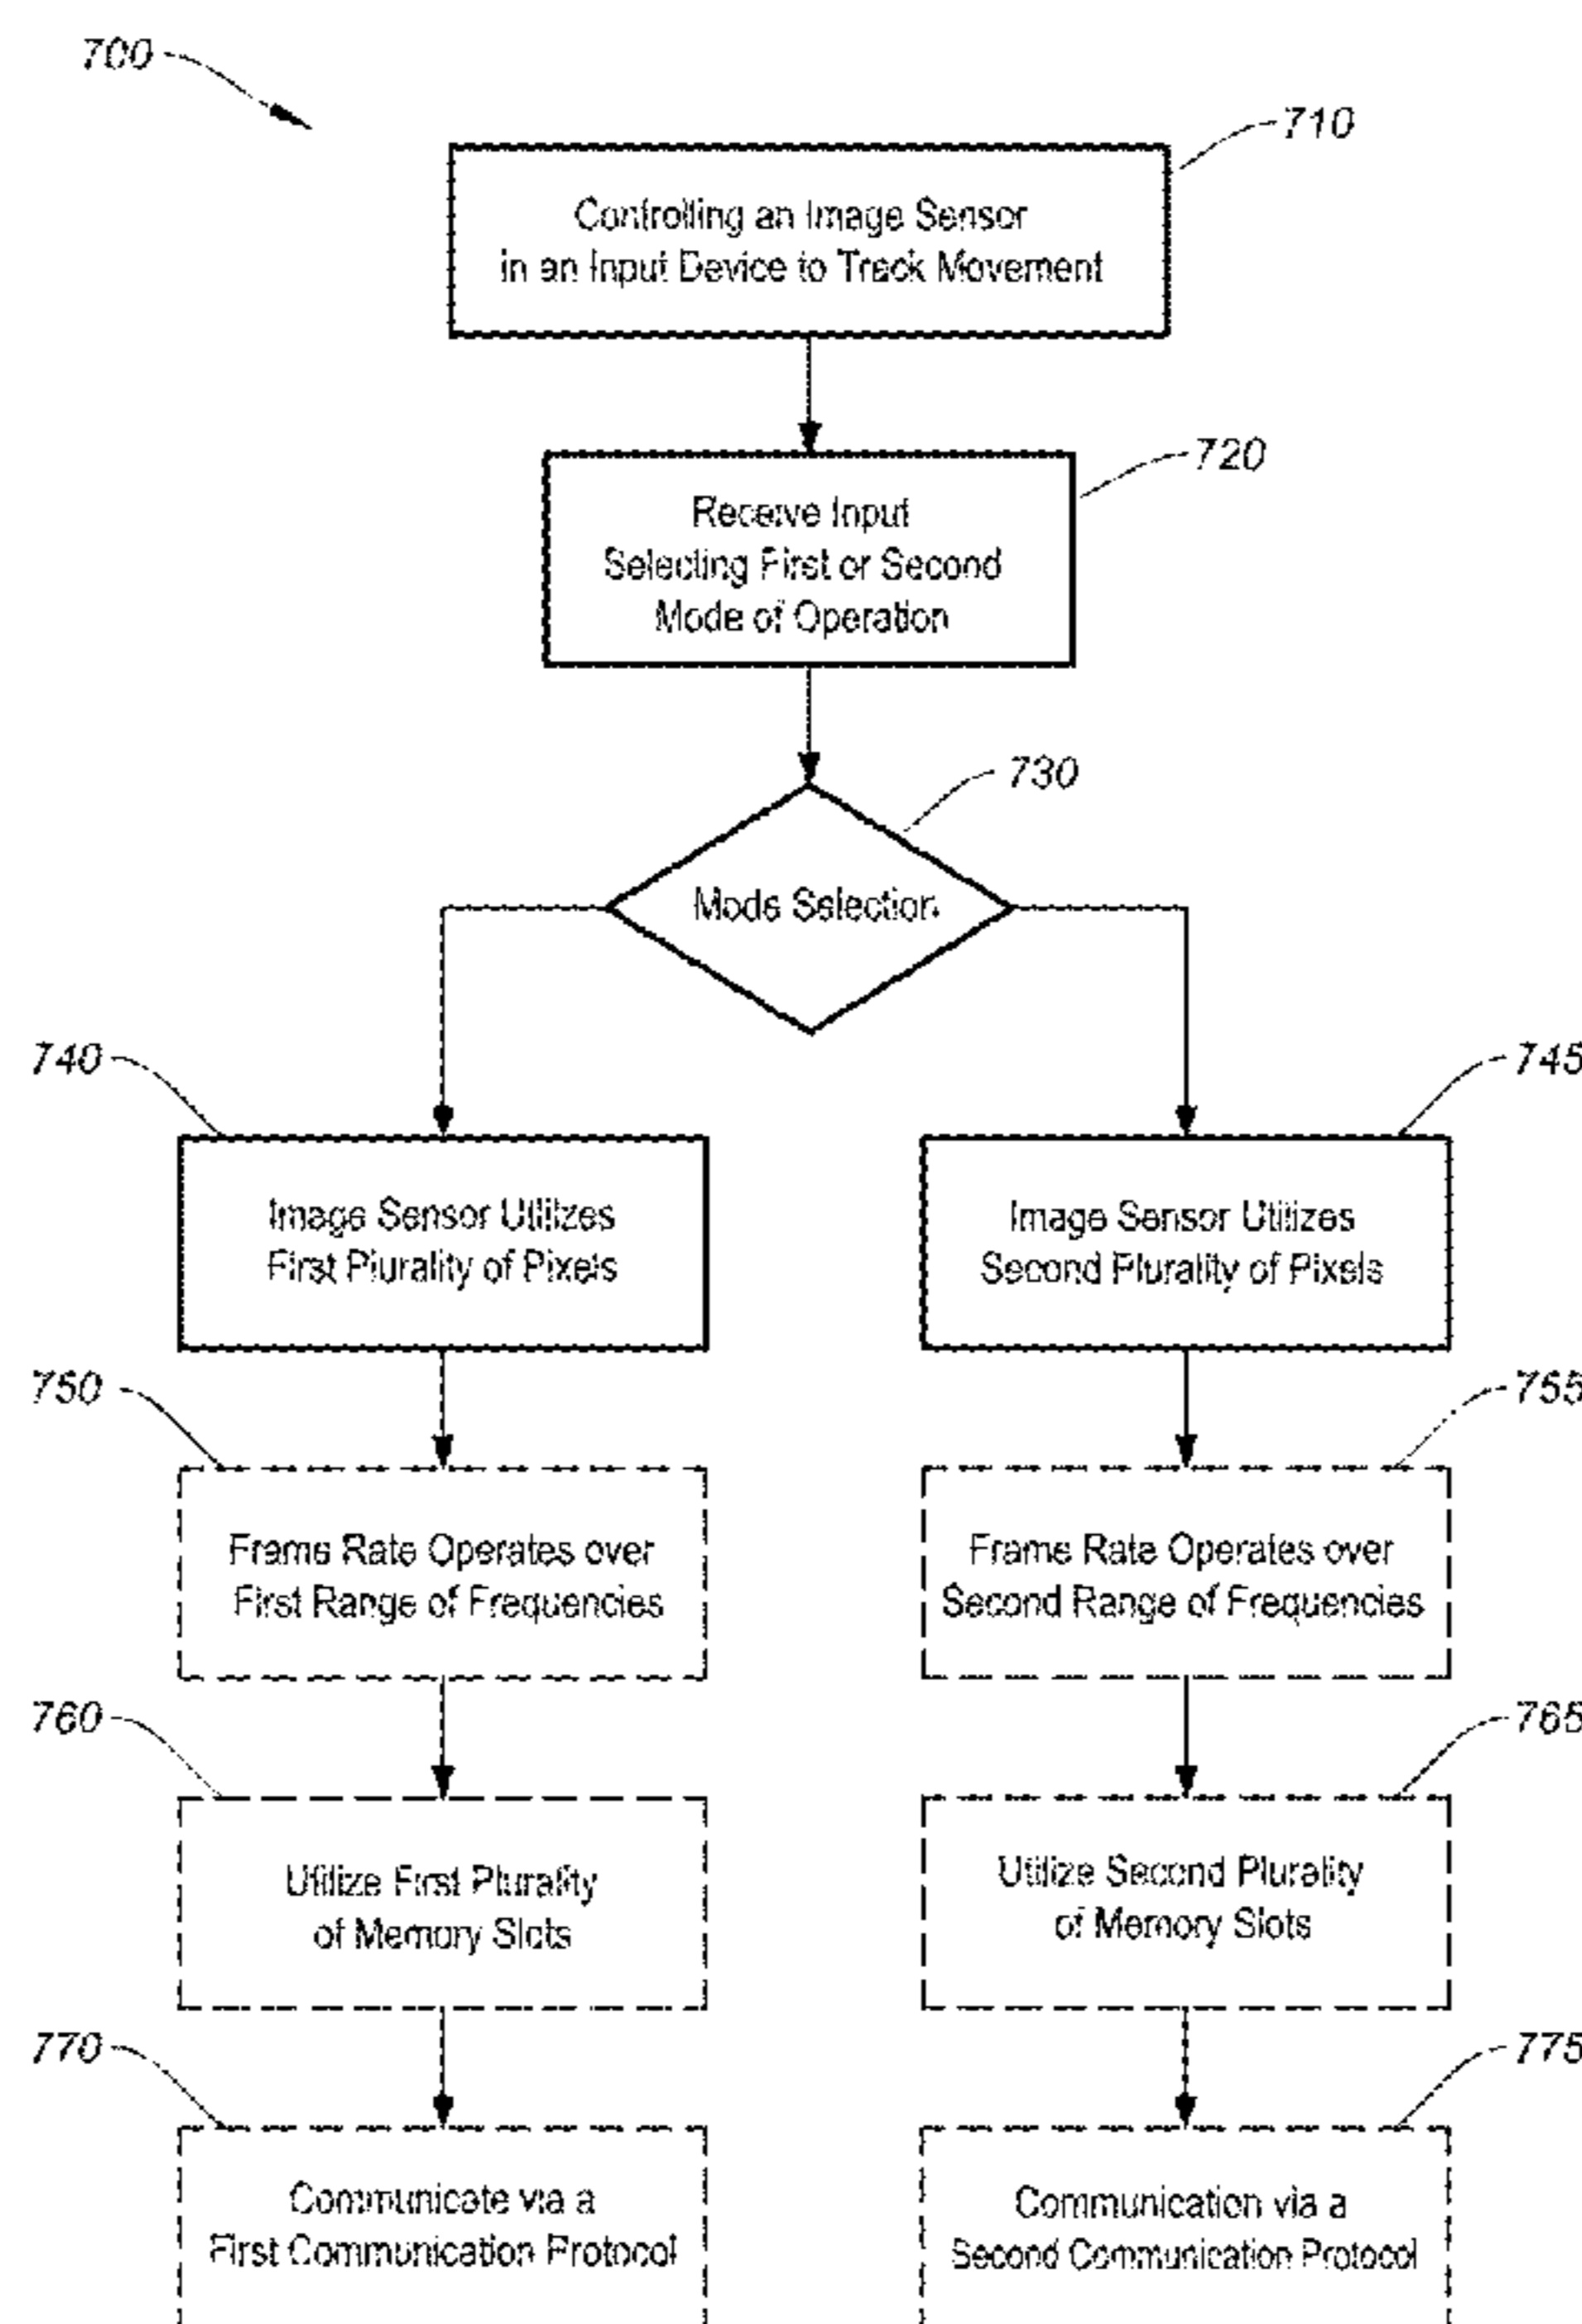 700
710
Controlling an Image Sensor
in an Input Device to Track Movement
720
Receive Input
Selecting First or Second
Mode of Operation
730
Mode Selection
740
745
Image Sensor Utilizes
First Plurality of Pixels
Image Sensor Utilizes
Second Plurality of Pixels
750
755
Frame Rate Operates over
First Range of Frequencies
Frame Rate Operates over
Second Range of Frequencies
760
765
Utilize First Plurality
of Memory Slots
Utilize Second Plurality
of Memory Slots
770
775
Communicate via a
First Communication Protocol
Communication via a
Second Communication Protocol